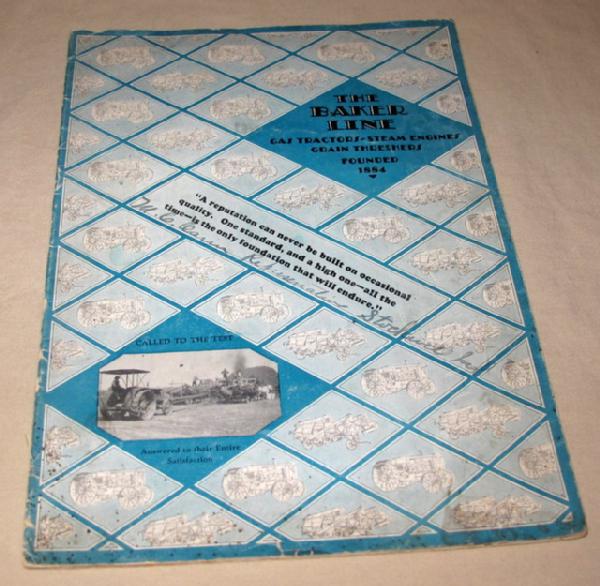 THE
BAKER
LINE
GAS TRACTORS-STEAM ENGINES
GRAIN THRESHERS
FOUNDED
1884
"A reputation can never be built on occasional
quality. One standard, and a high one—all the
time—is the only foundation that will endure."
CALLED TO THE TEST
Answered to their Entire
Satisfaction